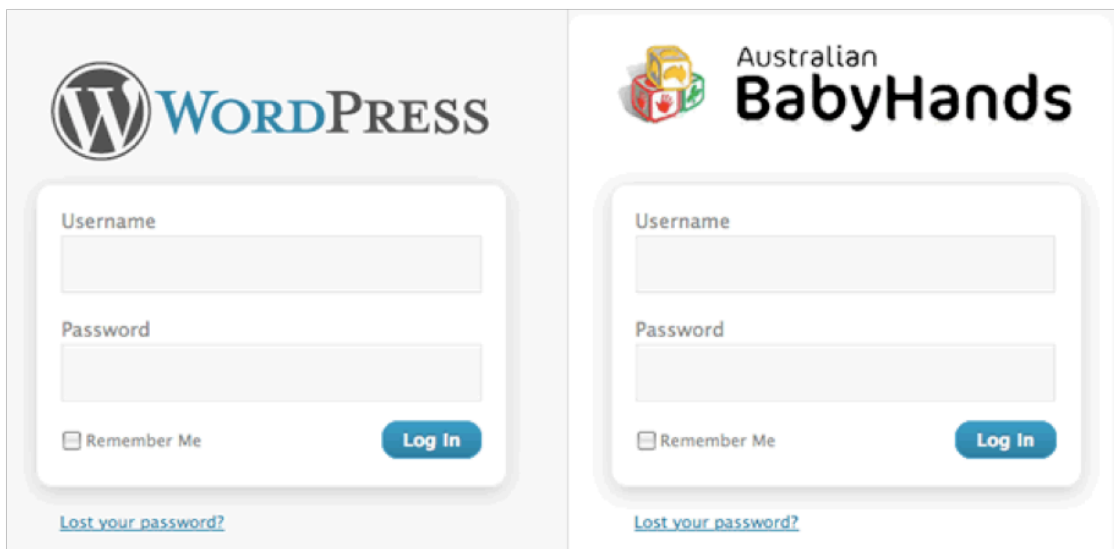 WORDPRESS
Username
Password
Remember Me
Log In
Lost your password?
Australian
BabyHands
Username
Password
Remember Me
Log In
Lost your password?